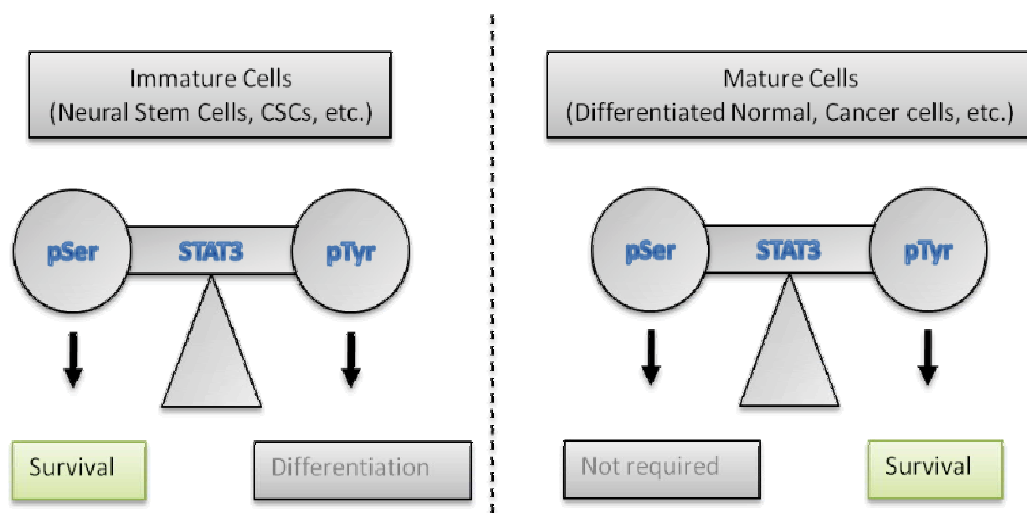 Immature Cells
(Neural Stem Cells, CSCs, etc.)
pSer
STAT3
pTyr
Survival
Differentiation
Mature Cells
(Differentiated Normal, Cancer cells, etc.)
pSer
STAT3
pTyr
Not required
Survival